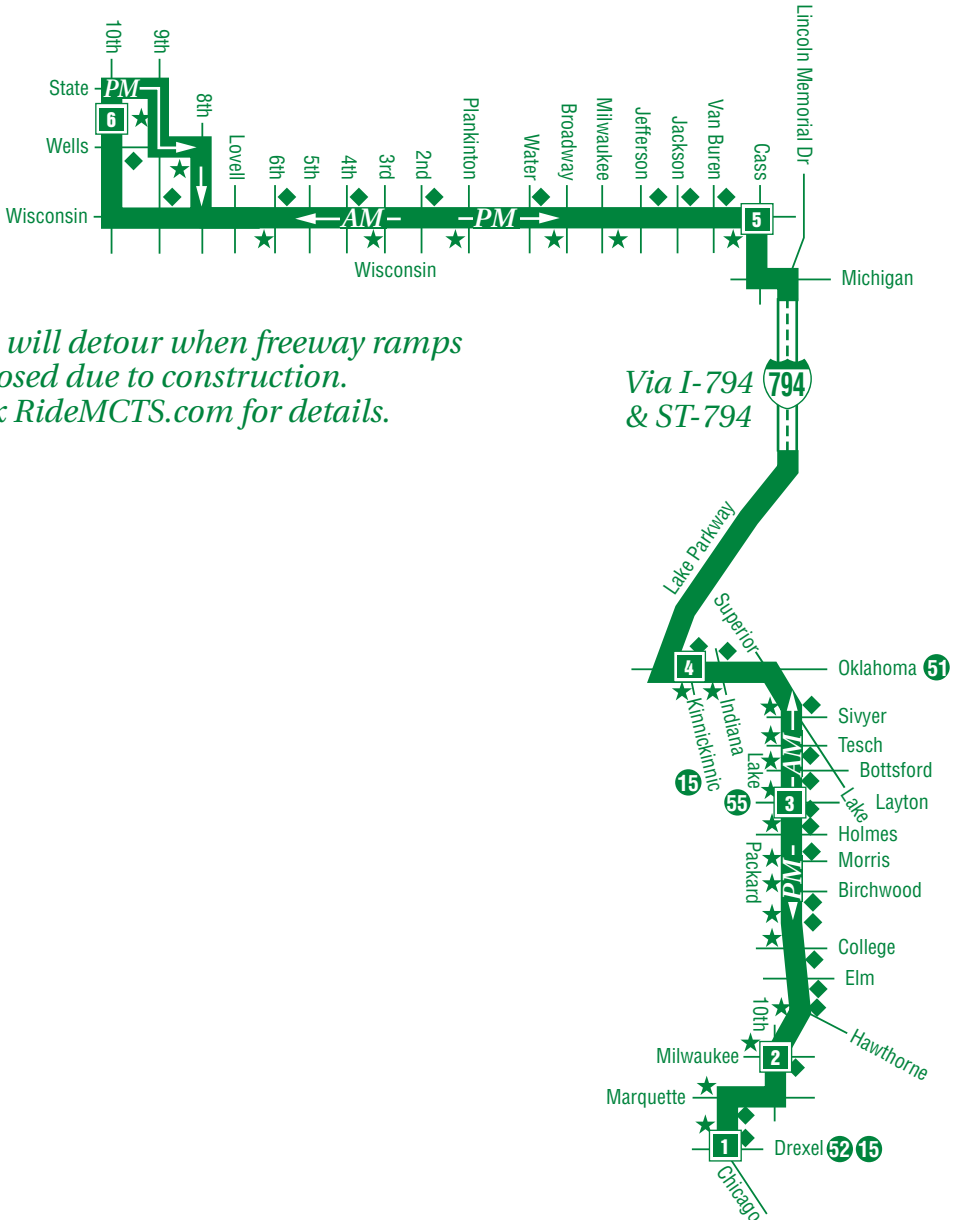 10th
9th
Lincoln Memorial Dr
State
PM
6
8th
Wells
Lovell
6th
5th
4th
3rd
2nd
Plankinton
Water
Broadway
Milwaukee
Jefferson
Jackson
Van Buren
Cass
Wisconsin
AM
PM
5
Wisconsin
Michigan
will detour when freeway ramps
osed due to construction.
RideMCTS.com for details.
Via I-794
& ST-794
794
Lake Parkway
Superior
4
Oklahoma 51
Kinnickinnic
Indiana
Sivyer
Tesch
AM
Lake
Bottsford
15
55
3
Lake
Layton
Holmes
Packard
Morris
PM
Birchwood
College
Elm
10th
Hawthorne
Milwaukee
2
Marquette
1
Drexel 52 15
Chicago